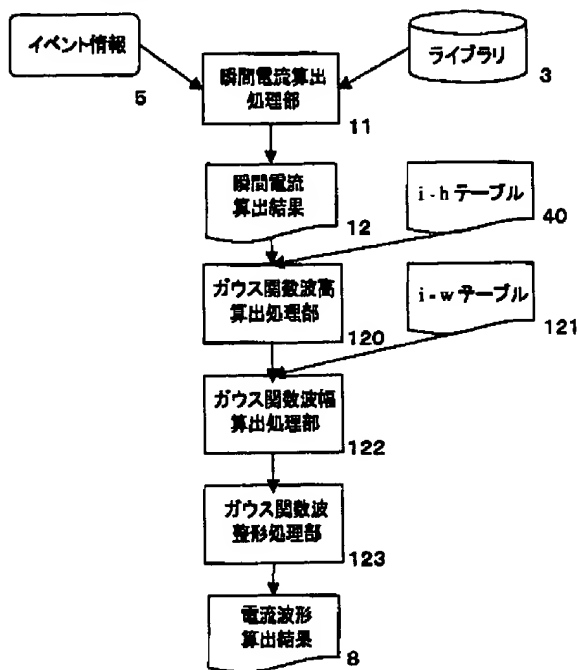 イベント情報
5
ライブラリ
3
瞬間電流算出
処理部
11
瞬間電流
算出結果
12
i-hテーブル
40
ガウス関数波高
算出処理部
120
i-wテーブル
121
ガウス関数波幅
算出処理部
122
ガウス関数波
整形処理部
123
電流波形
算出結果
8